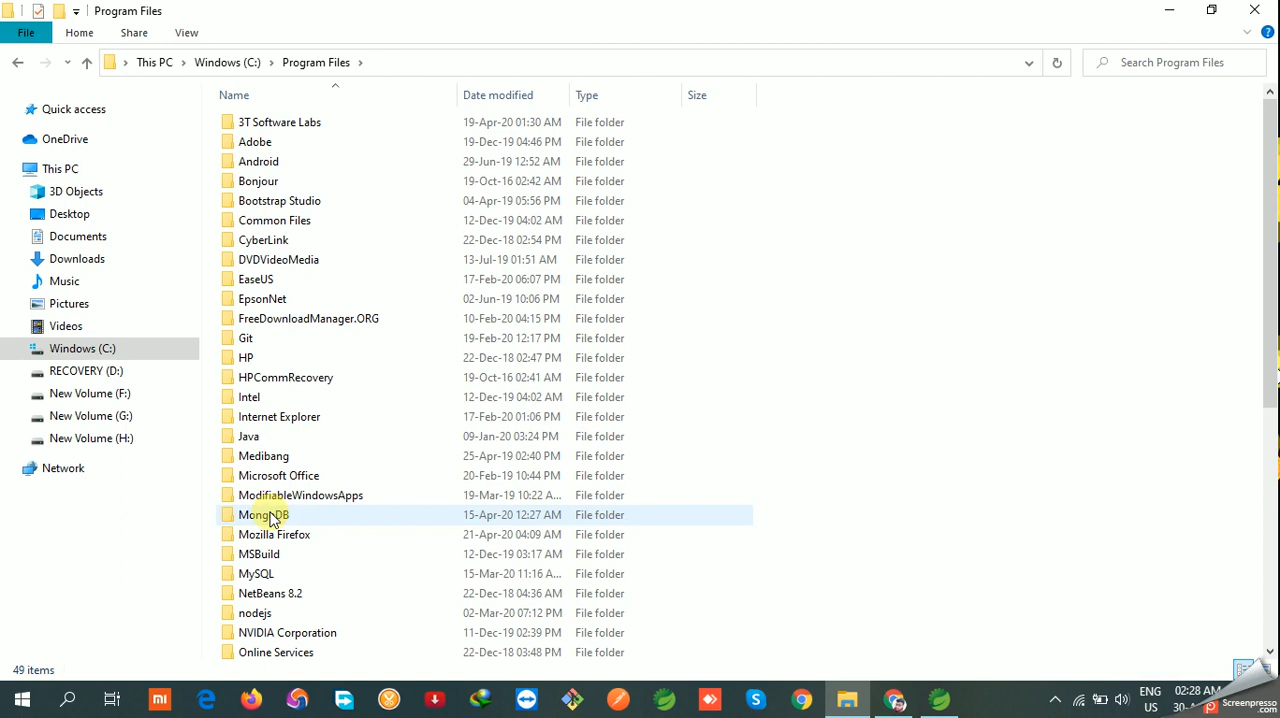 Program Files
File Home Share View
This PC Windows (C:) Program Files Search Program Files
Name Date modified Type Size
Quick access
OneDrive
This PC
3D Objects
Desktop
Documents
Downloads
Music
Pictures
Videos
Windows (C:)
RECOVERY (D:)
New Volume (F:)
New Volume (G:)
New Volume (H:)
Network
3T Software Labs 19-Apr-20 01:30 AM File folder
Adobe 19-Dec-19 04:46 PM File folder
Android 29-Jun-19 12:52 AM File folder
Bonjour 19-Oct-16 02:42 AM File folder
Bootstrap Studio 04-Apr-19 05:56 PM File folder
Common Files 12-Dec-19 04:02 AM File folder
CyberLink 22-Dec-18 02:54 PM File folder
DVDVideoMedia 13-Jul-19 01:51 AM File folder
EaseUS 17-Feb-20 06:07 PM File folder
EpsonNet 02-Jun-19 10:06 PM File folder
FreeDownloadManager.ORG 10-Feb-20 04:15 PM File folder
Git 19-Feb-20 12:17 PM File folder
HP 22-Dec-18 02:47 PM File folder
HPCommRecovery 19-Oct-16 02:41 AM File folder
Intel 12-Dec-19 04:02 AM File folder
Internet Explorer 17-Feb-20 01:06 PM File folder
Java 09-Jan-20 03:24 PM File folder
Medibang 25-Apr-19 02:40 PM File folder
Microsoft Office 20-Feb-19 10:44 PM File folder
ModifiableWindowsApps 19-Mar-19 10:22 A... File folder
MongoDB 15-Apr-20 12:27 AM File folder
Mozilla Firefox 21-Apr-20 04:09 AM File folder
MSBuild 12-Dec-19 03:17 AM File folder
MySQL 15-Mar-20 11:16 A... File folder
NetBeans 8.2 22-Dec-18 04:36 AM File folder
nodejs 02-Mar-20 07:12 PM File folder
NVIDIA Corporation 11-Dec-19 02:39 PM File folder
Online Services 22-Dec-18 03:48 PM File folder
49 items
ENG 02:28 AM
US
Screenpresso
.com